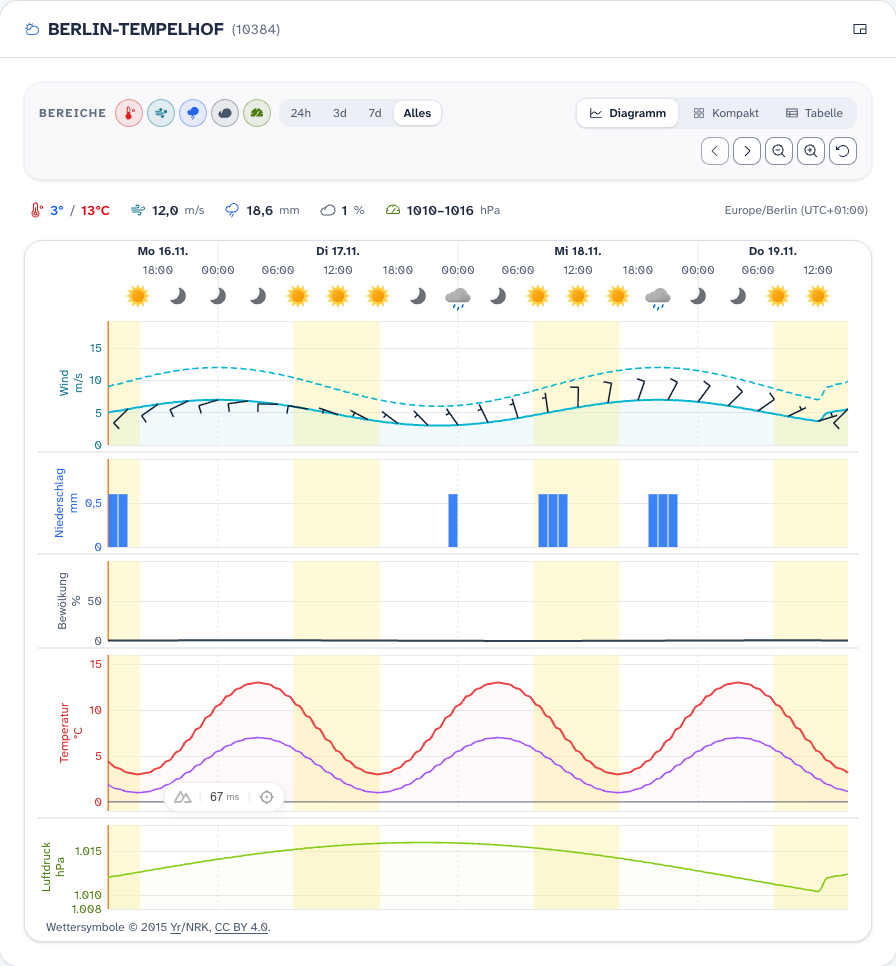 BERLIN-TEMPELHOF (10384)
BEREICHE 24h 3d 7d Alles Diagramm Kompakt Tabelle
3° / 13°C 12,0 m/s 18,6 mm 1 % 1010–1016 hPa Europe/Berlin (UTC+01:00)
Mo 16.11. Di 17.11. Mi 18.11. Do 19.11.
18:00 00:00 06:00 12:00 18:00 00:00 06:00 12:00 18:00 00:00 06:00 12:00
Wind
m/s
15
10
5
0
Niederschlag
mm
0,5
0
Bewölkung
%
50
0
Temperatur
°C
15
10
5
0
67 ms
Luftdruck
hPa
1.015
1.010
1.008
Wettersymbole © 2015 Yr/NRK, CC BY 4.0.